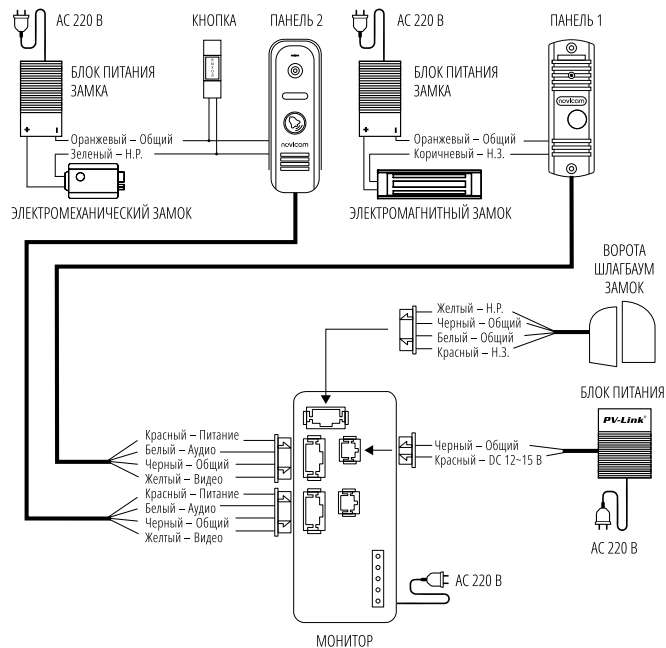 AC 220 В
КНОПКА
ПАНЕЛЬ 2
AC 220 В
ПАНЕЛЬ 1
БЛОК ПИТАНИЯ
ЗАМКА
БЛОК ПИТАНИЯ
ЗАМКА
novicom
+
Оранжевый – Общий
Зеленый – Н.Р.
novicom
+
Оранжевый – Общий
Коричневый – Н.З.
ЭЛЕКТРОМЕХАНИЧЕСКИЙ ЗАМОК
ЭЛЕКТРОМАГНИТНЫЙ ЗАМОК
ВОРОТА
ШЛАГБАУМ
ЗАМОК
Желтый – Н.Р.
Черный – Общий
Белый – Общий
Красный – Н.З.
БЛОК ПИТАНИЯ
PV-Link®
Красный – Питание
Белый – Аудио
Черный – Общий
Желтый – Видео
Черный – Общий
Красный – DC 12~15 В
Красный – Питание
Белый – Аудио
Черный – Общий
Желтый – Видео
AC 220 В
AC 220 В
МОНИТОР